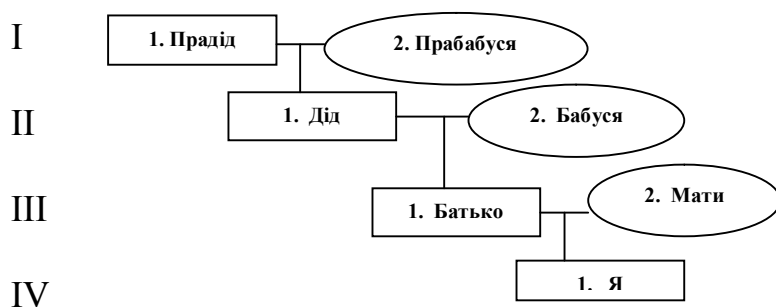 I
1. Прадід
2. Прабабуся
II
1. Дід
2. Бабуся
III
1. Батько
2. Мати
IV
1. Я